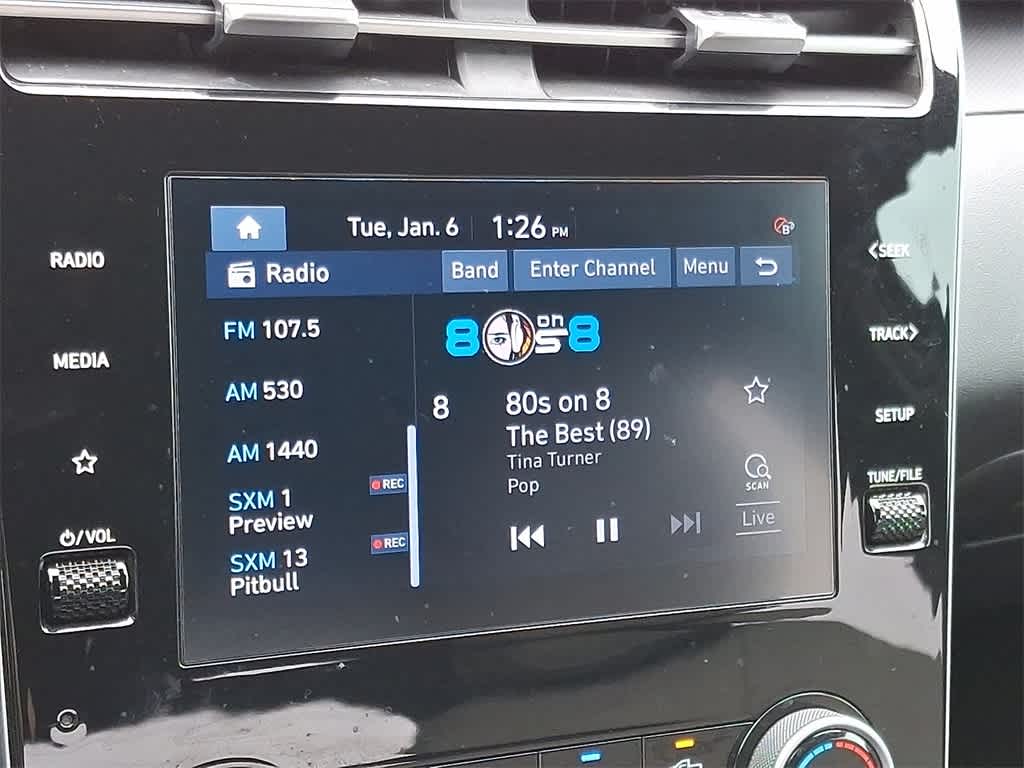 Tue, Jan. 6 1:26 PM
B
RADIO
MEDIA
⏻/VOL
Radio
Band
Enter Channel
Menu
FM 107.5
AM 530
AM 1440
SXM 1 REC
Preview
SXM 13 REC
Pitbull
80s on 8
8
80s on 8
The Best (89)
Tina Turner
Pop
SCAN
Live
<SEEK
TRACK>
SETUP
TUNE/FILE